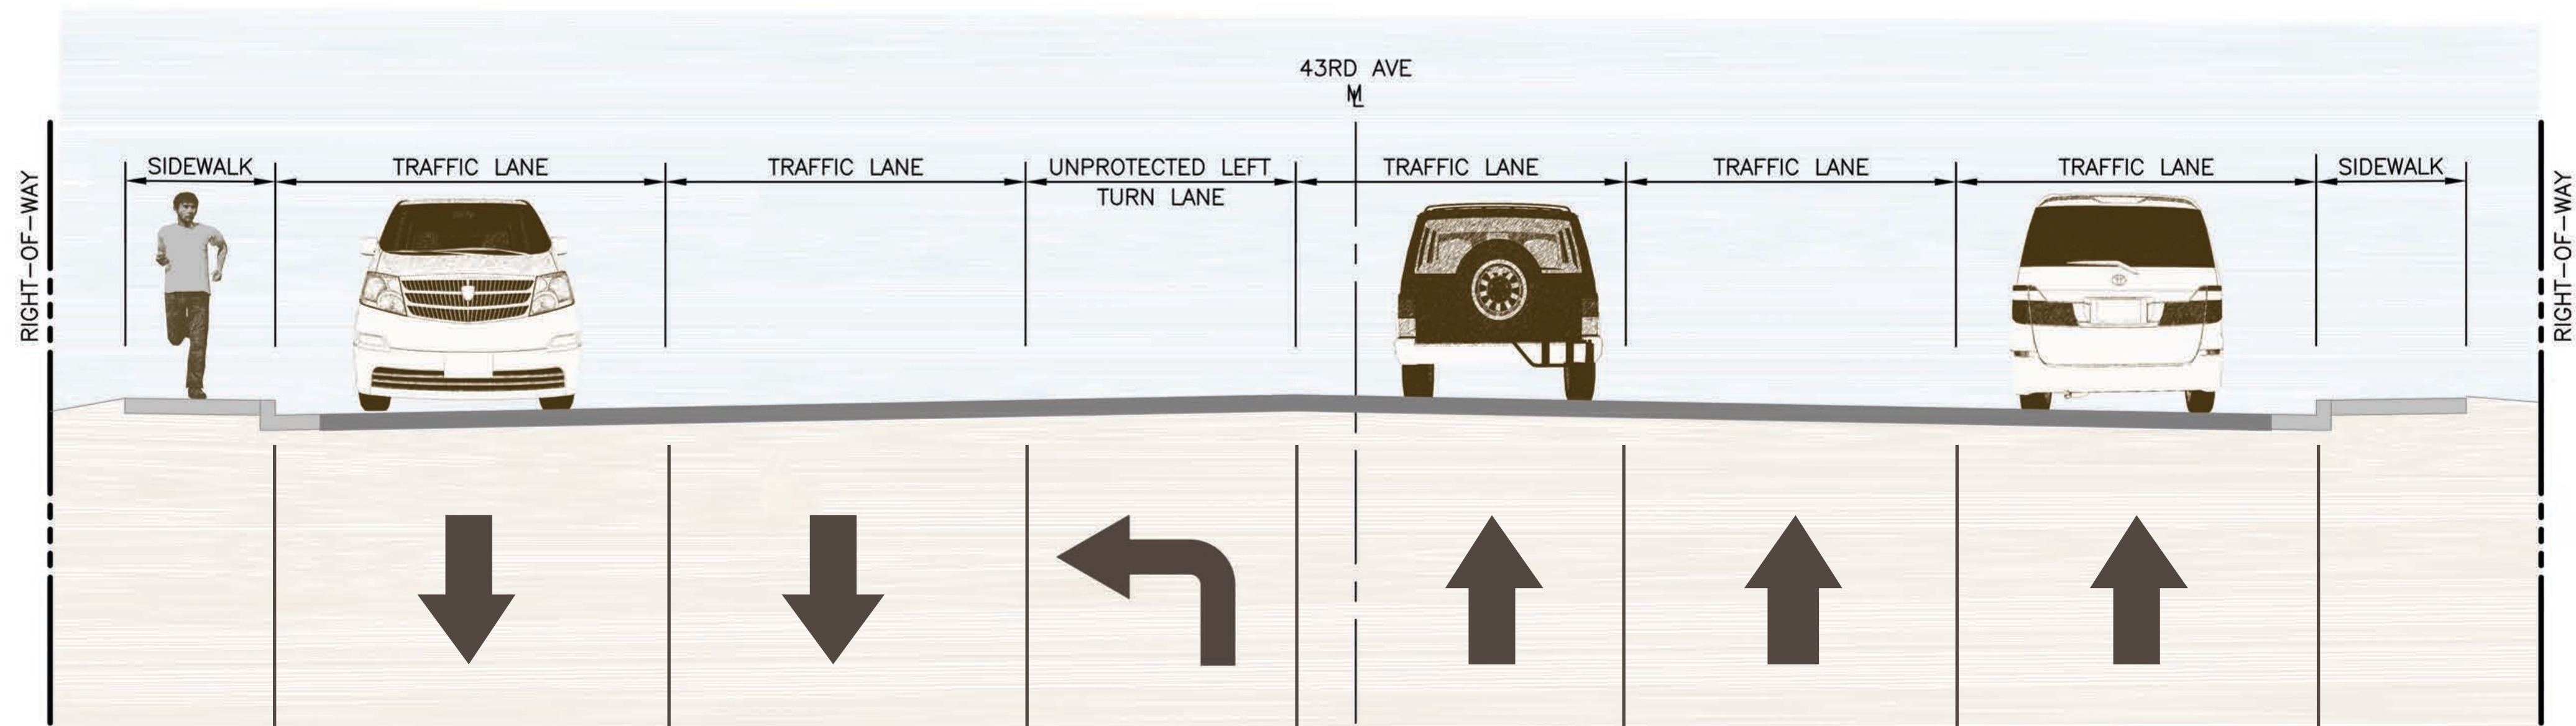 43RD AVE
ML
SIDEWALK
TRAFFIC LANE
TRAFFIC LANE
UNPROTECTED LEFT
TURN LANE
TRAFFIC LANE
TRAFFIC LANE
TRAFFIC LANE
SIDEWALK
RIGHT-OF-WAY
RIGHT-OF-WAY